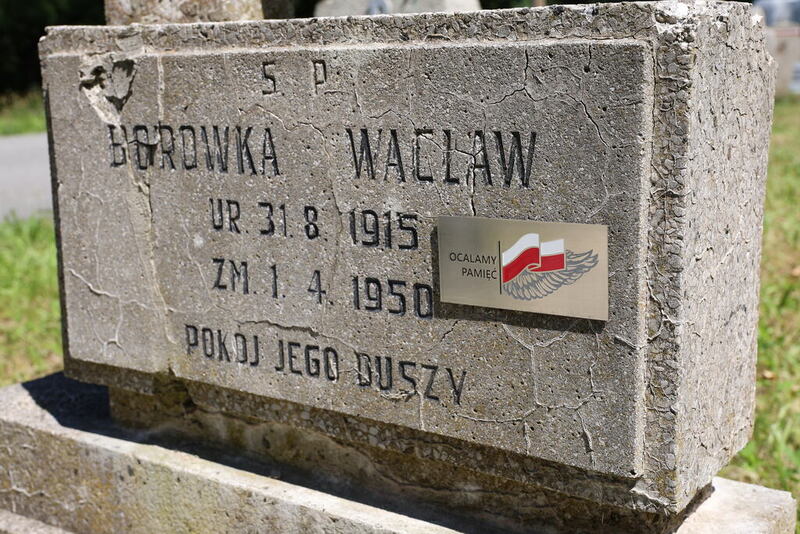 S P
BOROWKA WACLAW
UR. 31. 8. 1915
ZM. 1. 4. 1950
POKOJ JEGO DUSZY
OCALAMY
PAMIĘĆ